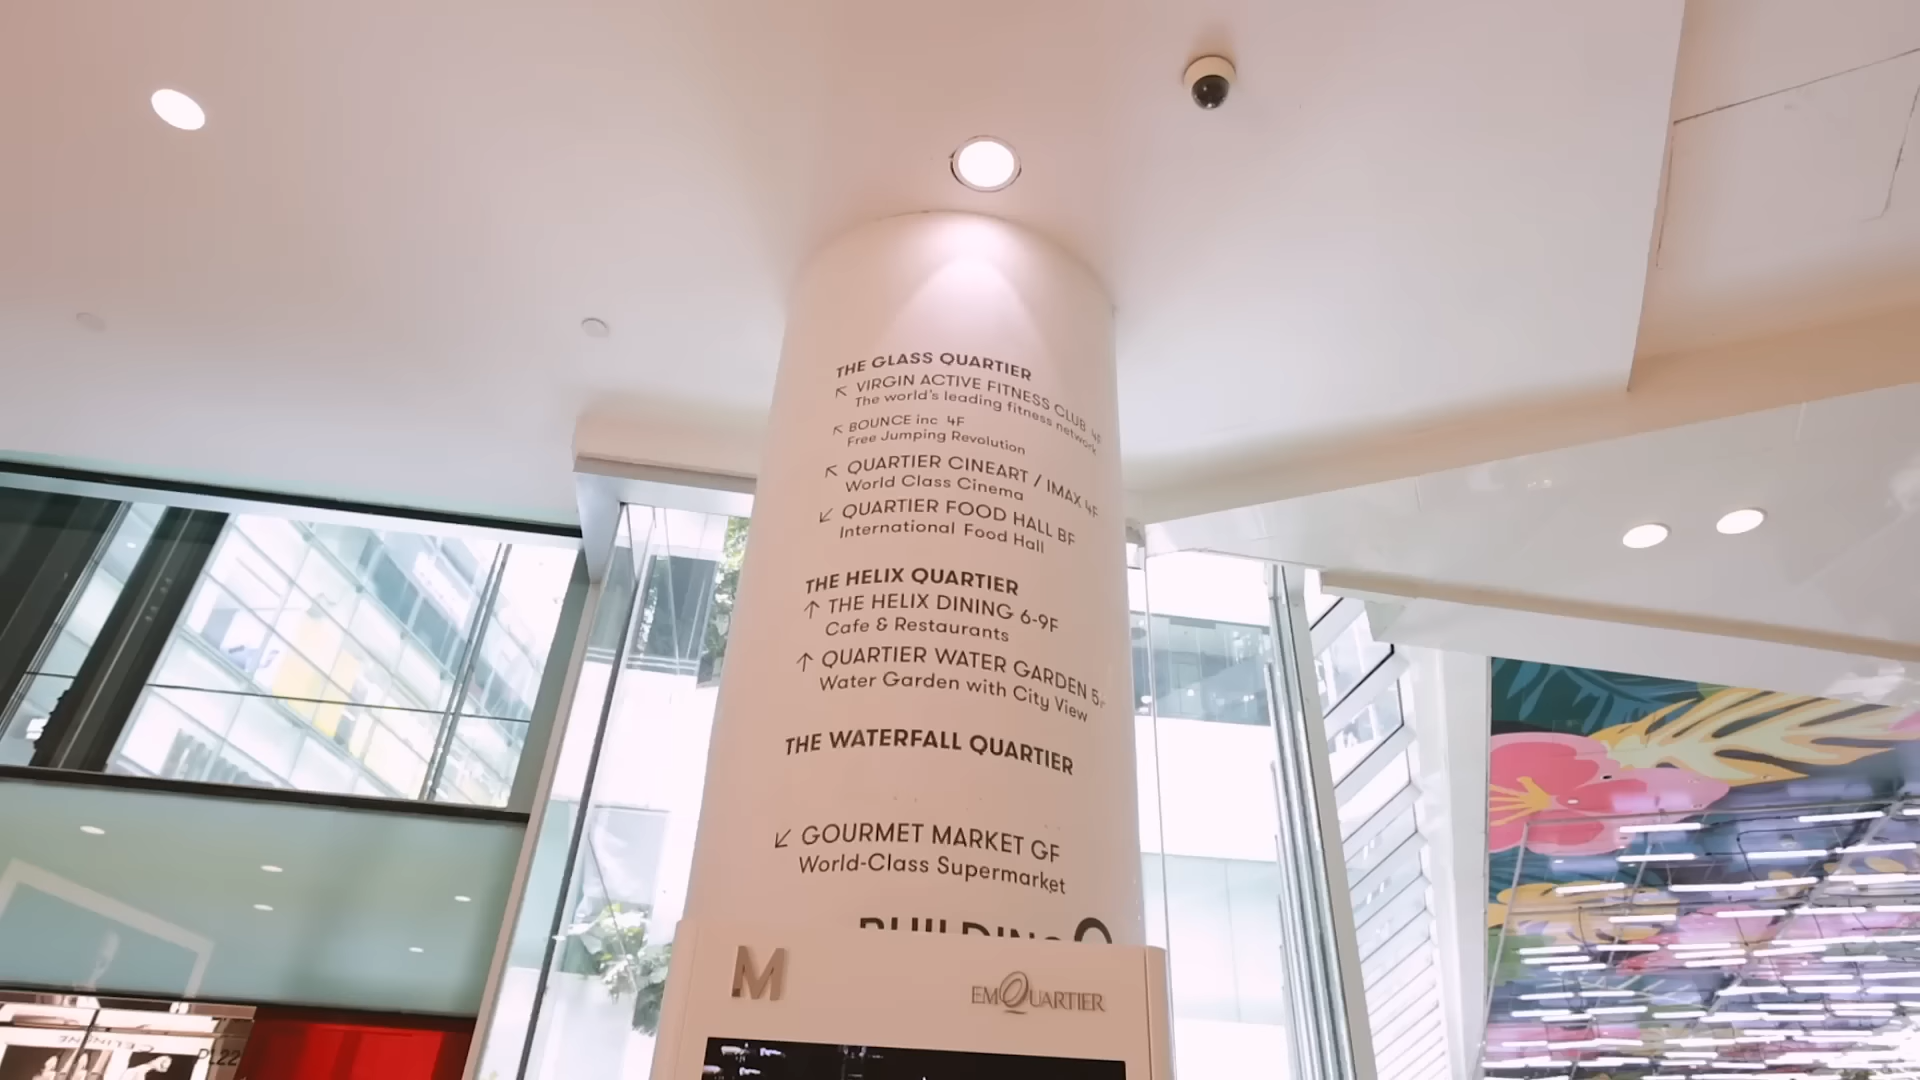 THE GLASS QUARTIER
↖ VIRGIN ACTIVE FITNESS CLUB 4F
The world's leading fitness network
↖ BOUNCE inc 4F
Free Jumping Revolution
↖ QUARTIER CINEART / IMAX 4F
World Class Cinema
↙ QUARTIER FOOD HALL BF
International Food Hall
THE HELIX QUARTIER
↑ THE HELIX DINING 6-9F
Cafe & Restaurants
↑ QUARTIER WATER GARDEN 5F
Water Garden with City View
THE WATERFALL QUARTIER
↙ GOURMET MARKET GF
World-Class Supermarket
BUILDING
M
EMQUARTIER
CELINE